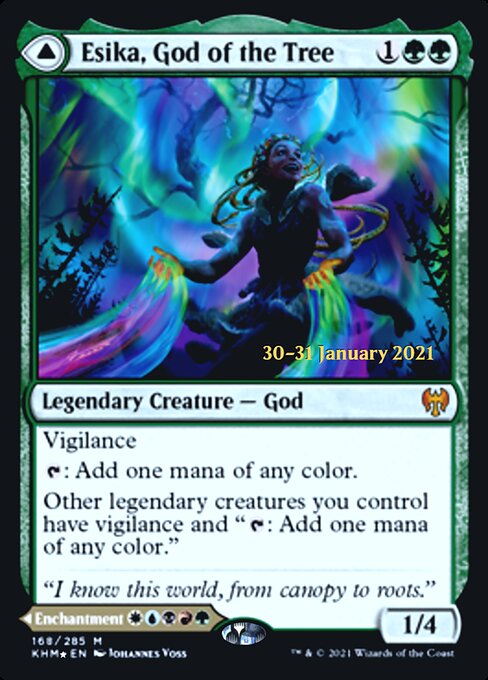 Esika, God of the Tree 1
30–31 January 2021
Legendary Creature — God
Vigilance
: Add one mana of any color.
Other legendary creatures you control
have vigilance and “ : Add one mana
of any color.”
“I know this world, from canopy to roots.”
Enchantment
1/4
168/285 M
KHM★EN Johannes Voss
™ & © 2021 Wizards of the Coast